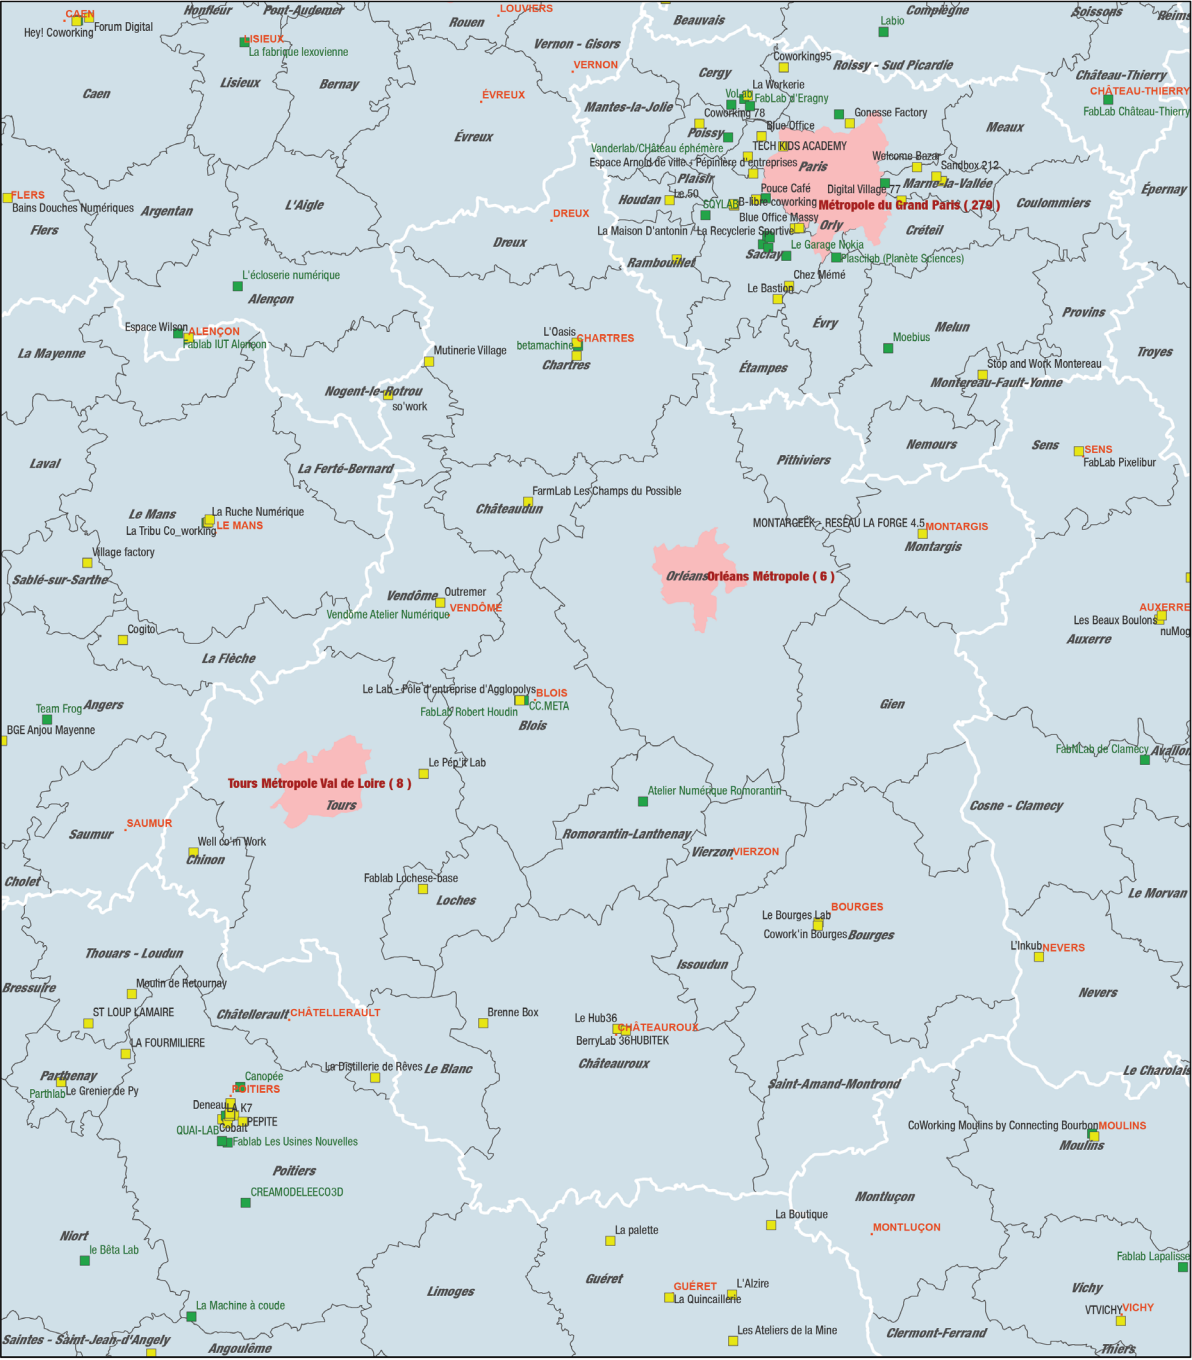 Honfleur
Pont-Audemer
LOUVIERS
Rouen
Beauvais
Compiègne
Soissons
Reims
CAEN
Forum Digital
Hey! Coworking
Labio
LISIEUX
La fabrique lexovienne
Vernon - Gisors
VERNON
Coworking95
Roissy - Sud Picardie
Château-Thierry
CHÂTEAU-THIERRY
FabLab Château-Thierry
Caen
Lisieux
Bernay
ÉVREUX
Évreux
Cergy
La Workerie
VoLab
FabLab d'Eragny
Mantes-la-Jolie
Coworking 78
Gonesse Factory
Blue Office
Poissy
Meaux
TECH KIDS ACADEMY
Vanderlab/Château éphémère
Espace Arnold de ville - Pépinière d'entreprises
Paris
Welcome Bazar
Sandbox 212
Plaisir
Pouce Café
Digital Village 77
Marne-la-Vallée
Épernay
FLERS
Bains Douches Numériques
Argentan
L'Aigle
Houdan
Le 50
SQYLAB
B-libre coworking
Métropole du Grand Paris ( 279 )
Coulommiers
DREUX
Blue Office Massy
Orly
Créteil
Flers
Dreux
La Maison D'antonin / La Recyclerie Sportive
Le Garage Nokia
Saclay
Plascilab (Planète Sciences)
Rambouillet
L'écloserie numérique
Alençon
Chez Mémé
Le Bastion
Évry
Melun
Provins
Espace Wilson
ALENÇON
Fablab IUT Alençon
L'Oasis
CHARTRES
betamachine
Chartres
Moebius
La Mayenne
Mutinerie Village
Troyes
Étampes
Stop and Work Montereau
Montereau-Fault-Yonne
Nogent-le-Rotrou
so'work
Laval
La Ferté-Bernard
Pithiviers
Nemours
Sens
SENS
FabLab Pixelibur
FarmLab Les Champs du Possible
Châteaudun
Le Mans
La Ruche Numérique
LE MANS
La Tribu Co_working
MONTARGEEK - RESEAU LA FORGE 4.5
MONTARGIS
Montargis
Village factory
Sablé-sur-Sarthe
Orléans
Orléans Métropole ( 6 )
Vendôme
Outremer
VENDÔME
Vendôme Atelier Numérique
AUXERRE
Les Beaux Boulons
nuMog
Auxerre
Cogito
La Flèche
Le Lab - Pôle d'entreprise d'Agglopolys
BLOIS
FabLab Robert Houdin
CC.META
Blois
Team Frog
Angers
BGE Anjou Mayenne
Gien
FabNLab de Clamecy
Avallon
Le Pép'it Lab
Tours Métropole Val de Loire ( 8 )
Tours
Atelier Numérique Romorantin
Cosne - Clamecy
Saumur
SAUMUR
Romorantin-Lanthenay
Well co'm Work
Chinon
Vierzon
VIERZON
Cholet
Fablab Lochese-base
Loches
Le Morvan
BOURGES
Le Bourges Lab
Cowork'in Bourges
Bourges
L'Inkub
NEVERS
Thouars - Loudun
Issoudun
Bressuire
Moulin de Retournay
Nevers
ST LOUP LAMAIRE
Châtellerault
CHÂTELLERAULT
Brenne Box
Le Hub36
CHÂTEAUROUX
BerryLab 36
HUBITEK
LA FOURMILIERE
Châteauroux
Le Charolais
Parthenay
Parthlab
Le Grenier de Py
Canopée
POITIERS
La Distillerie de Rêves
Le Blanc
Saint-Amand-Montrond
Deneau
LA K7
PEPITE
QUAI-LAB
Cobalt
Fablab Les Usines Nouvelles
CoWorking Moulins by Connecting Bourbon
MOULINS
Moulins
Poitiers
CREAMODELEECO3D
Montluçon
La Boutique
MONTLUÇON
Niort
le Bêta Lab
La palette
Fablab Lapalisse
Guéret
GUÉRET
L'Alzire
La Quincaillerie
Vichy
VTVICHY
VICHY
Limoges
La Machine à coude
Les Ateliers de la Mine
Clermont-Ferrand
Saintes - Saint-Jean-d'Angely
Angoulême
Thiers